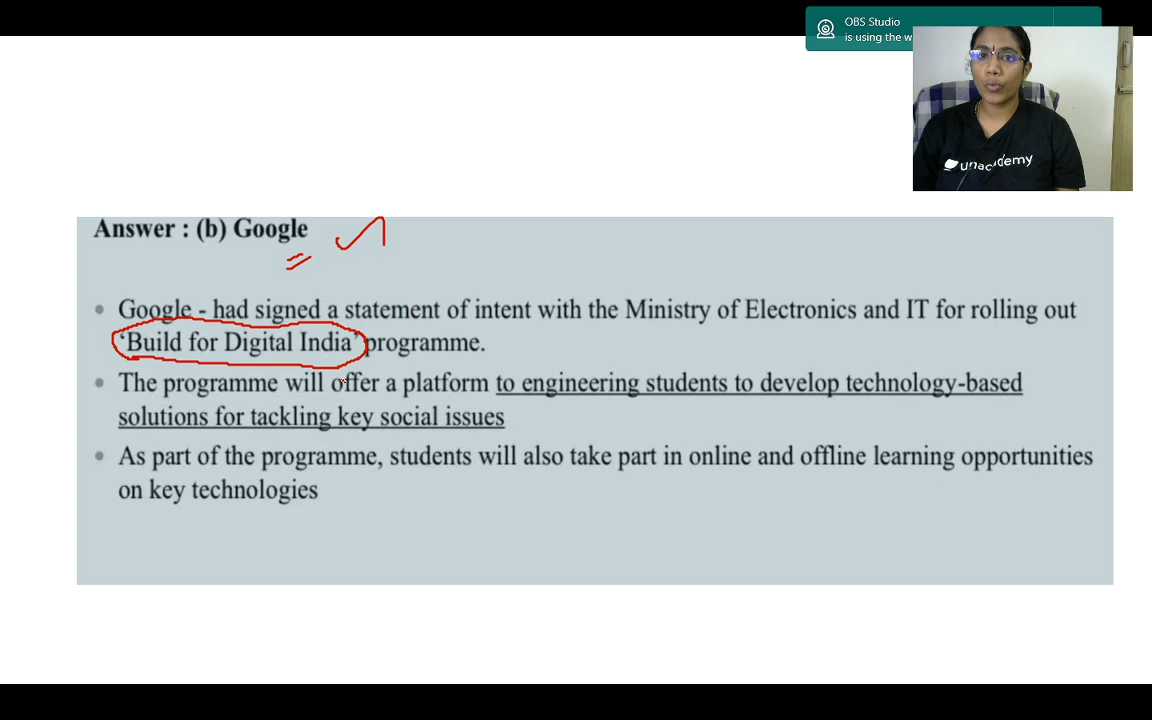 OBS Studio
is using the w
unacademy
Answer : (b) Google
Google - had signed a statement of intent with the Ministry of Electronics and IT for rolling out
‘Build for Digital India’ programme.
The programme will offer a platform to engineering students to develop technology-based
solutions for tackling key social issues
As part of the programme, students will also take part in online and offline learning opportunities
on key technologies